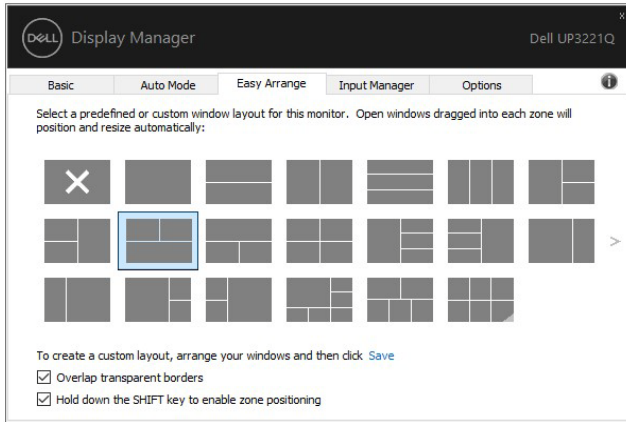 x
DELL Display Manager Dell UP3221Q
Basic Auto Mode Easy Arrange Input Manager Options i
Select a predefined or custom window layout for this monitor. Open windows dragged into each zone will
position and resize automatically:
>
To create a custom layout, arrange your windows and then click Save
Overlap transparent borders
Hold down the SHIFT key to enable zone positioning